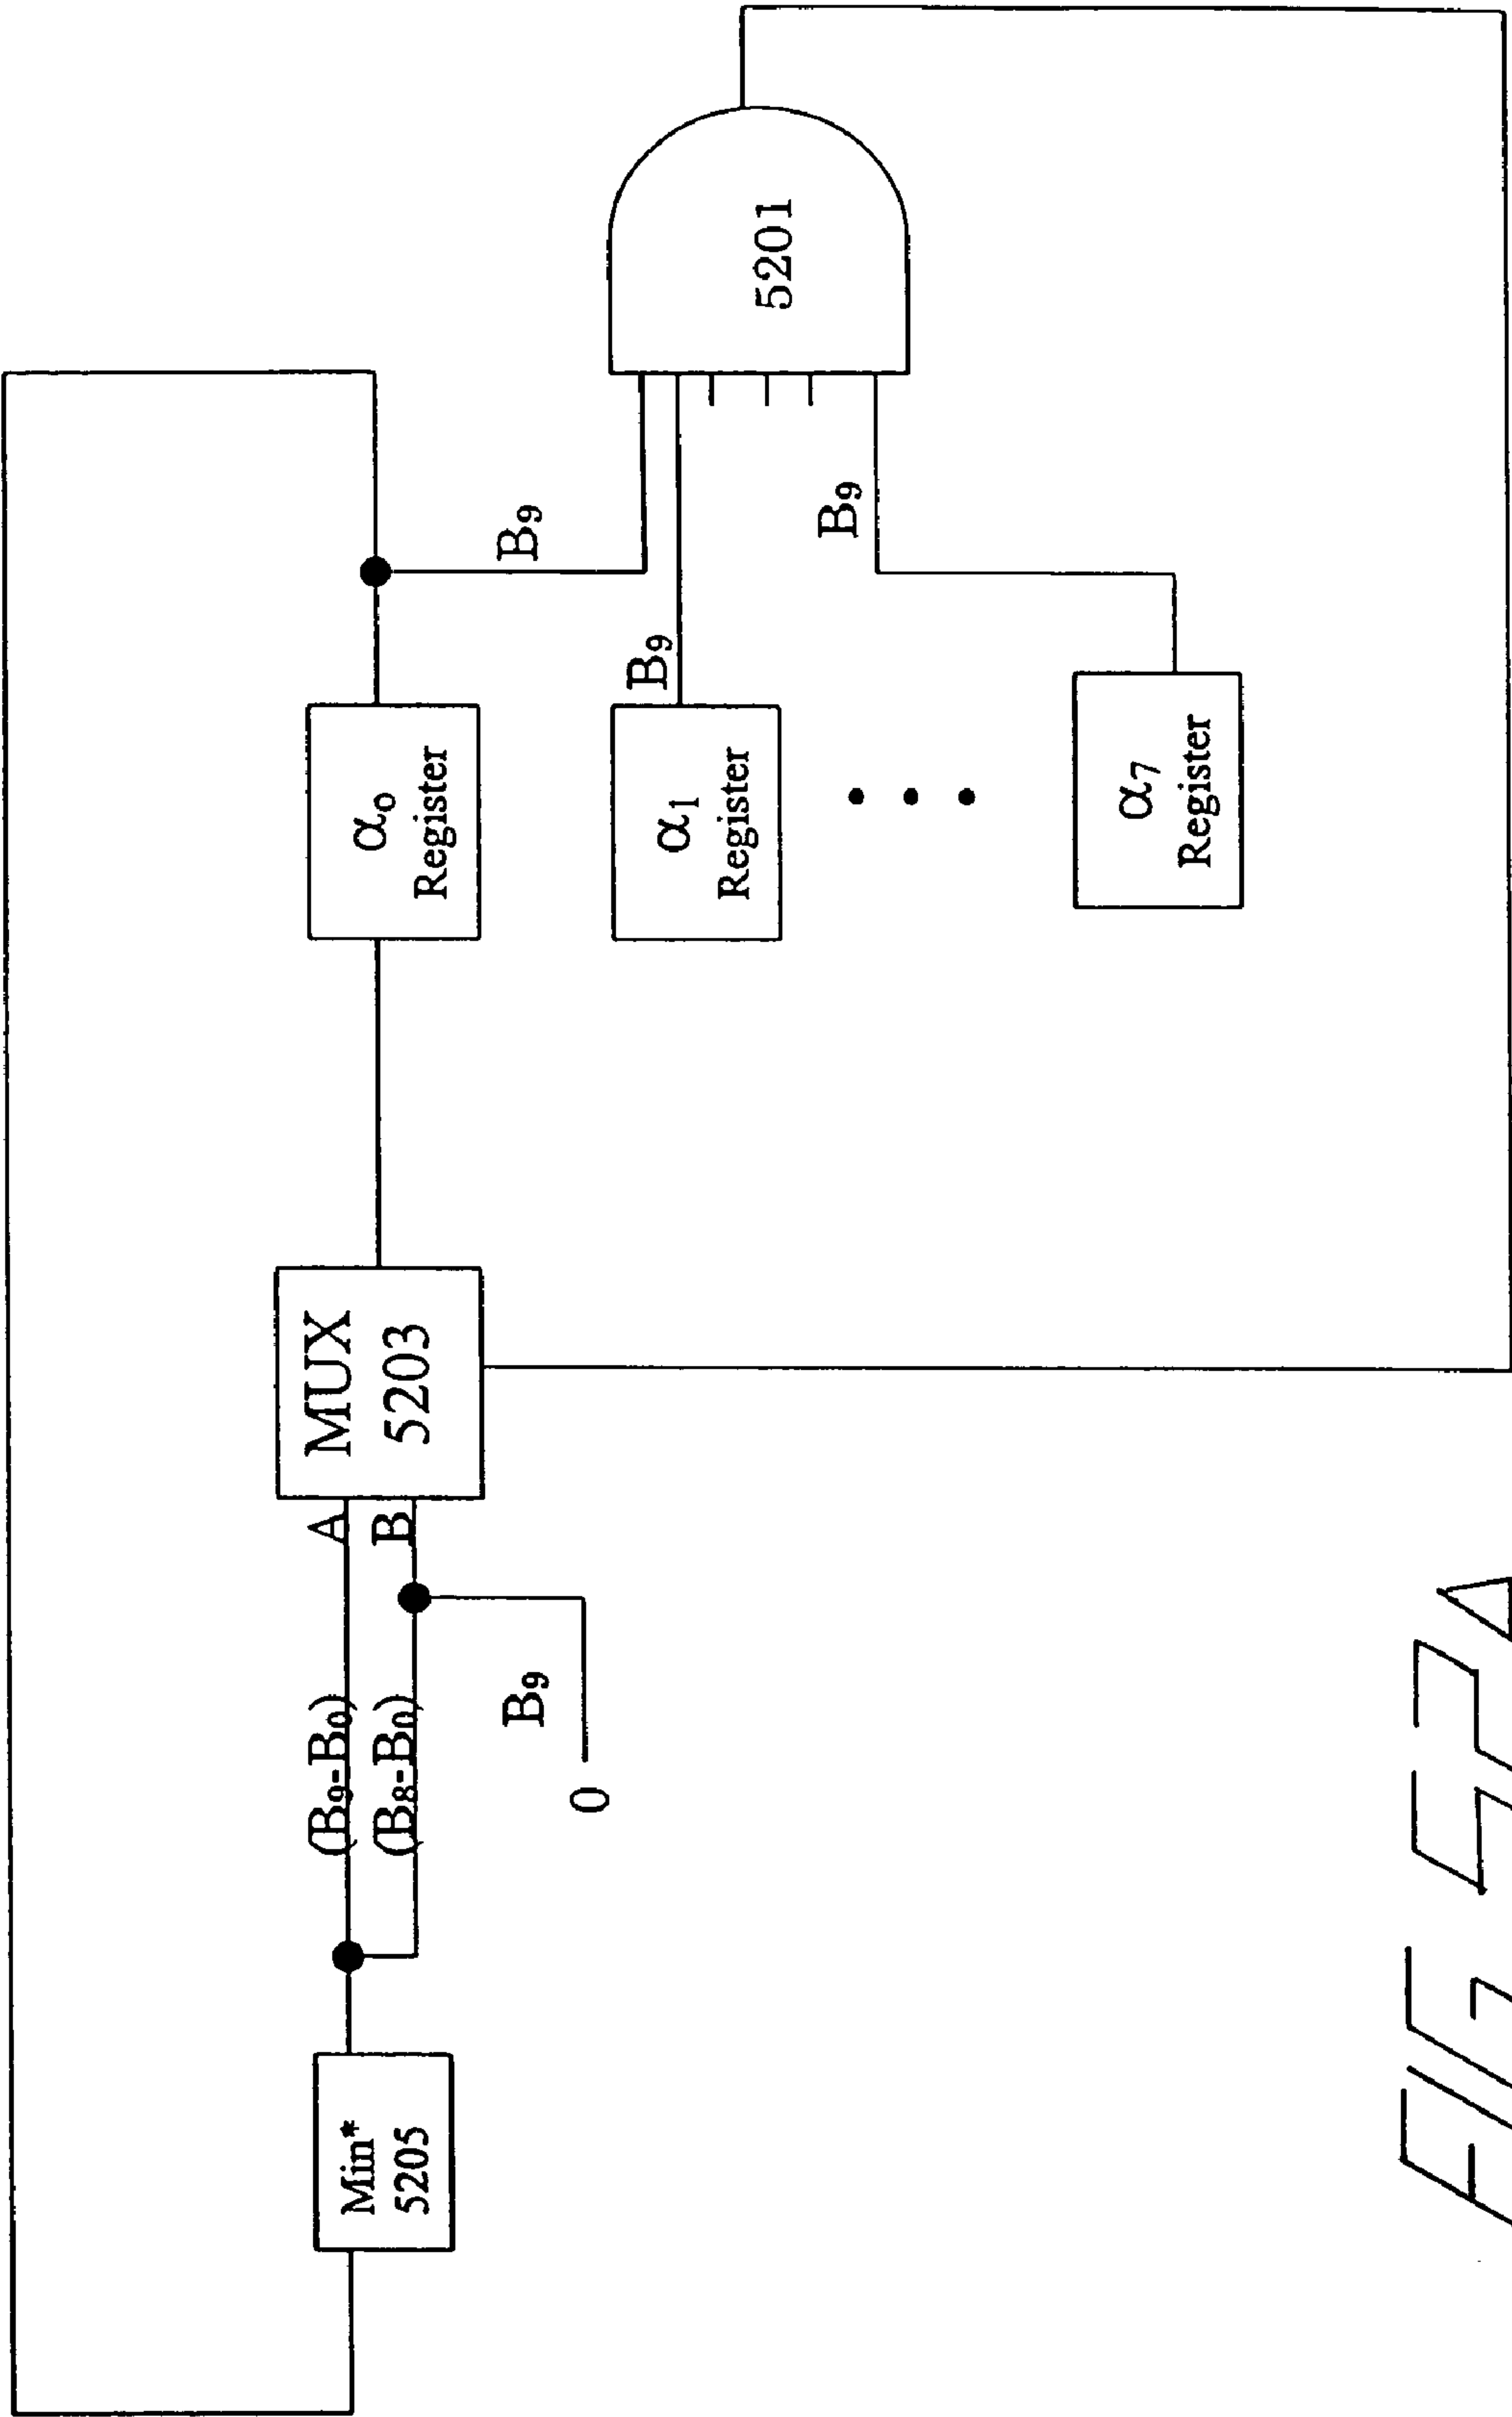 Min*
5205
(B₉-B₀)
(B₈-B₀)
A
B
B₉
0
MUX
5203
α₀
Register
α₁
Register
α₇
Register
B₉
B₉
B₉
5201
FIG. 52A